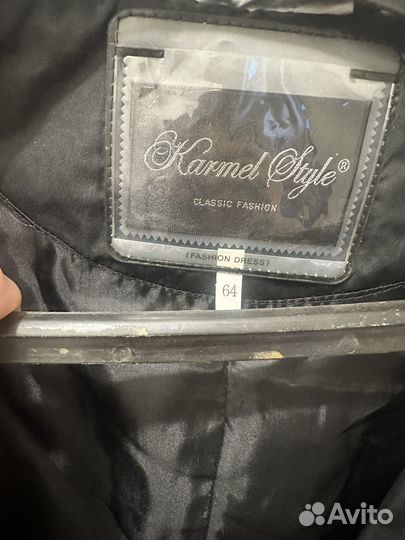 Karmel Style®
CLASSIC FASHION
(FASHION DRESS)
64
Avito